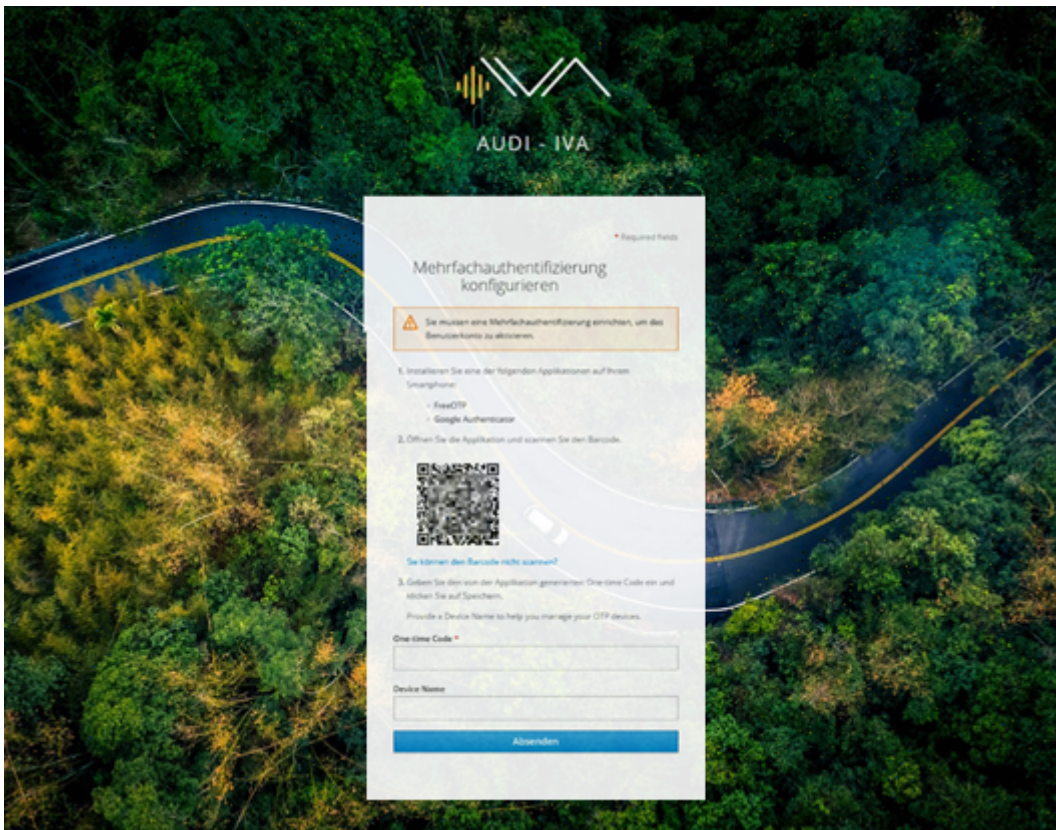 AUDI - IVA
* Required fields
Mehrfachauthentifizierung
konfigurieren
Sie müssen eine Mehrfachauthentifizierung einrichten, um das
Benutzerkonto zu aktivieren.
1. Installieren Sie eine der folgenden Applikationen auf Ihrem
Smartphone:
FreeOTP
Google Authenticator
2. Öffnen Sie die Applikation und scannen Sie den Barcode.
Sie können den Barcode nicht scannen?
3. Geben Sie den von der Applikation generierten One-time Code ein und
klicken Sie auf Speichern.
Provide a Device Name to help you manage your OTP devices.
One-time Code *
Device Name
Absenden